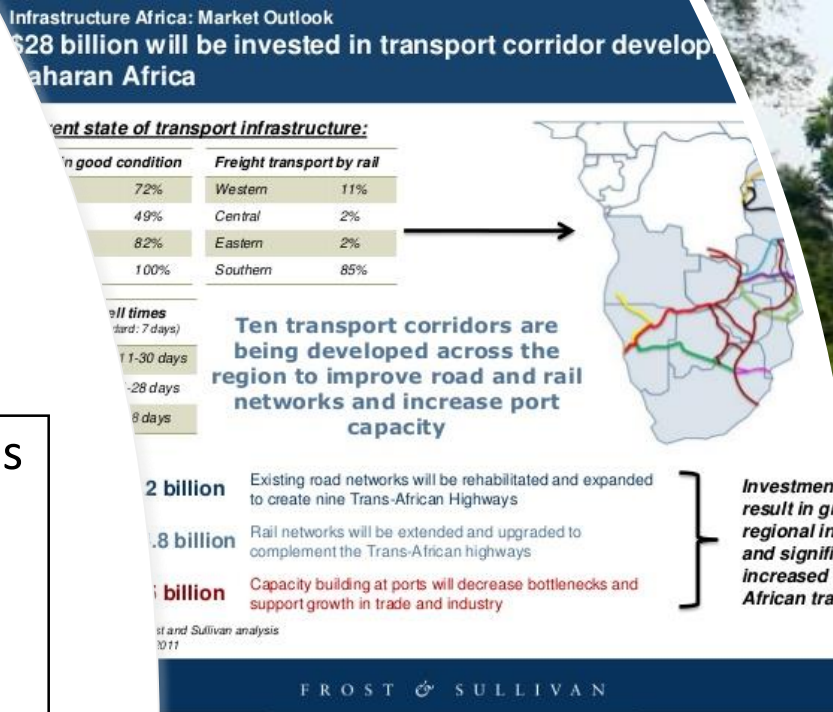 Infrastructure Africa: Market Outlook
$28 billion will be invested in transport corridor develop
aharan Africa
ent state of transport infrastructure:
in good condition
72%
49%
82%
100%
Freight transport by rail
Western 11%
Central 2%
Eastern 2%
Southern 85%
ell times
dard: 7 days)
11-30 days
-28 days
8 days
Ten transport corridors are
being developed across the
region to improve road and rail
networks and increase port
capacity
s
2 billion
Existing road networks will be rehabilitated and expanded
to create nine Trans-African Highways
.8 billion
Rail networks will be extended and upgraded to
complement the Trans-African highways
billion
Capacity building at ports will decrease bottlenecks and
support growth in trade and industry
Investmen
result in g
regional in
and signifi
increased
African tra
st and Sullivan analysis
2011
FROST & SULLIVAN